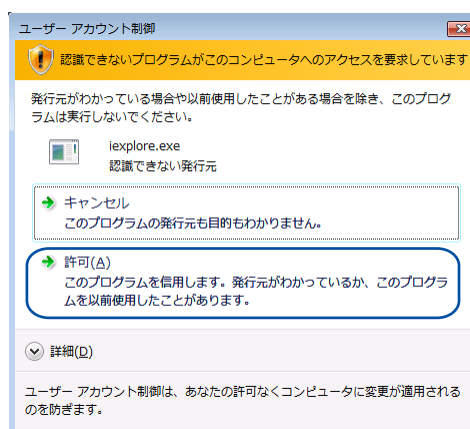 ユーザー アカウント制御
認識できないプログラムがこのコンピュータへのアクセスを要求しています
発行元がわかっている場合や以前使用したことがある場合を除き、このプログ
ラムは実行しないでください。
iexplore.exe
認識できない発行元
キャンセル
このプログラムの発行元も目的もわかりません。
許可(A)
このプログラムを信用します。発行元がわかっているか、このプログラ
ムを以前使用したことがあります。
詳細(D)
ユーザー アカウント制御は、あなたの許可なくコンピュータに変更が適用される
のを防ぎます。